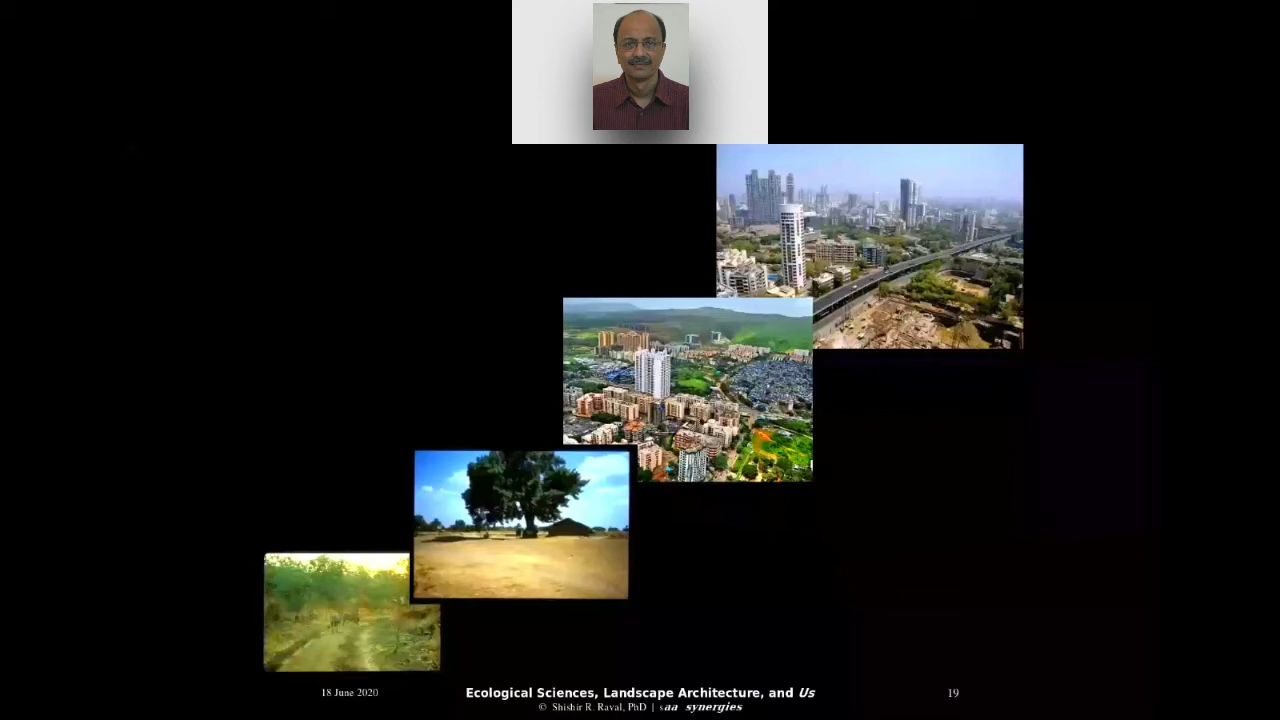 18 June 2020
Ecological Sciences, Landscape Architecture, and Us
© Shishir R. Raval, PhD | saa synergies
19